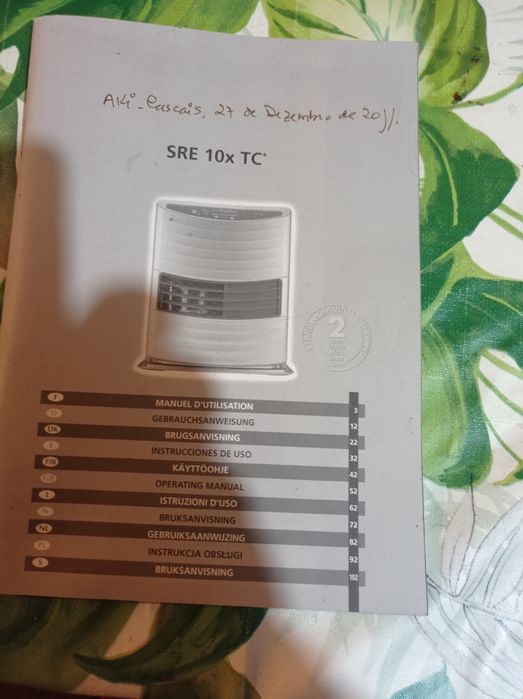 Aki - Cascais, 27 de Dezembro de 2011.
SRE 10x TC*
2
F MANUEL D'UTILISATION 3
D GEBRAUCHSANWEISUNG 12
DK BRUGSANVISNING 22
E INSTRUCCIONES DE USO 32
FIN KÄYTTÖOHJE 42
GB OPERATING MANUAL 52
I ISTRUZIONI D'USO 62
N BRUKSANVISNING 72
NL GEBRUIKSAANWIJZING 82
PL INSTRUKCJA OBSŁUGI 92
S BRUKSANVISNING 102